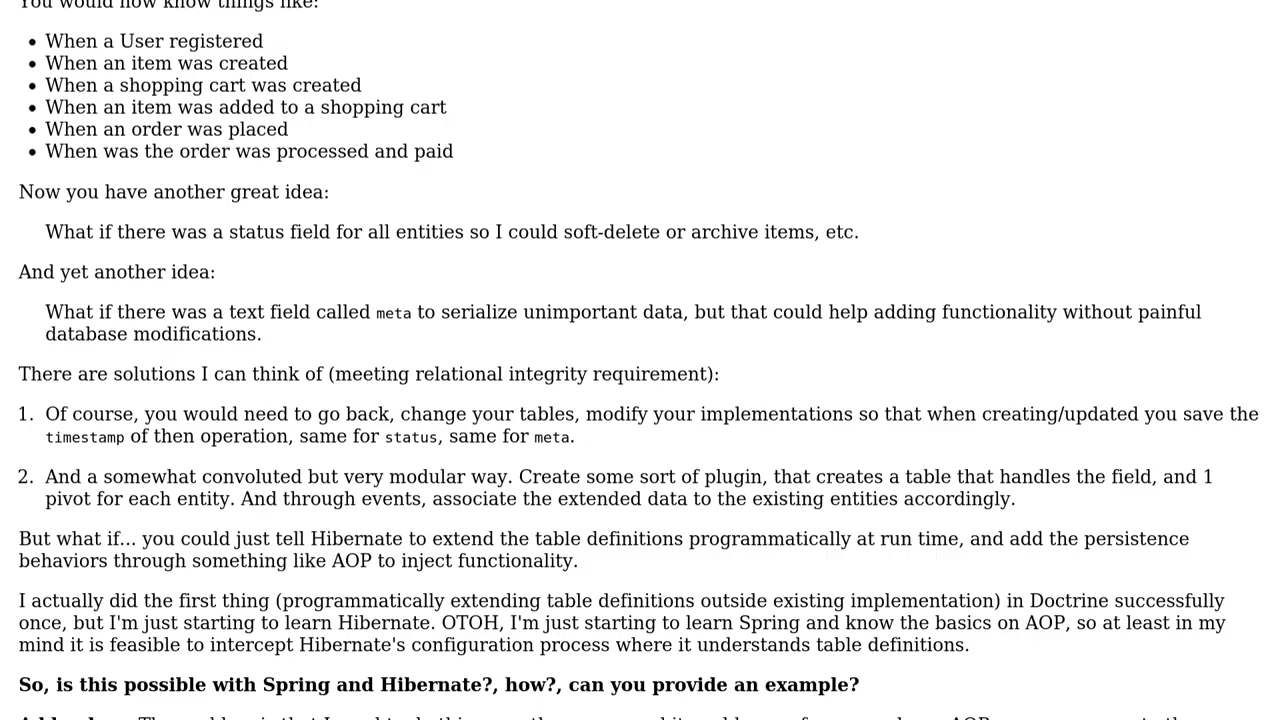 You would now know things like:
• When a User registered
• When an item was created
• When a shopping cart was created
• When an item was added to a shopping cart
• When an order was placed
• When was the order was processed and paid
Now you have another great idea:
What if there was a status field for all entities so I could soft-delete or archive items, etc.
And yet another idea:
What if there was a text field called meta to serialize unimportant data, but that could help adding functionality without painful
database modifications.
There are solutions I can think of (meeting relational integrity requirement):
1. Of course, you would need to go back, change your tables, modify your implementations so that when creating/updated you save the
timestamp of then operation, same for status, same for meta.
2. And a somewhat convoluted but very modular way. Create some sort of plugin, that creates a table that handles the field, and 1
pivot for each entity. And through events, associate the extended data to the existing entities accordingly.
But what if... you could just tell Hibernate to extend the table definitions programmatically at run time, and add the persistence
behaviors through something like AOP to inject functionality.
I actually did the first thing (programmatically extending table definitions outside existing implementation) in Doctrine successfully
once, but I'm just starting to learn Hibernate. OTOH, I'm just starting to learn Spring and know the basics on AOP, so at least in my
mind it is feasible to intercept Hibernate's configuration process where it understands table definitions.
So, is this possible with Spring and Hibernate?, how?, can you provide an example?